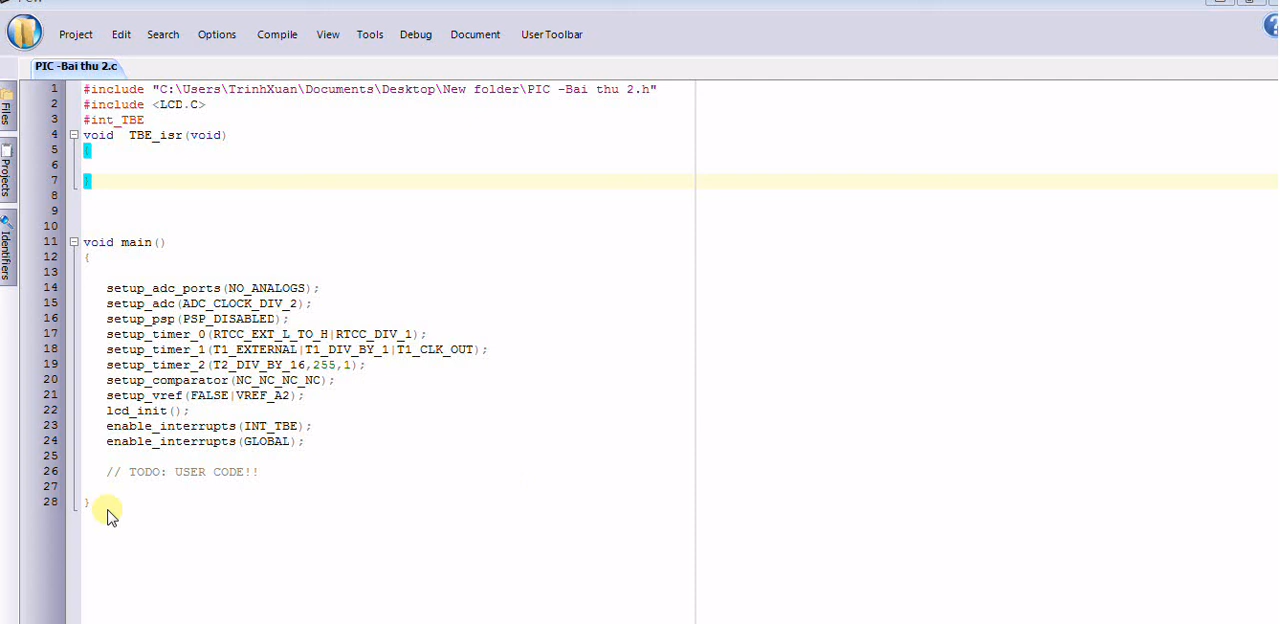 Project Edit Search Options Compile View Tools Debug Document User Toolbar
PIC -Bai thu 2.c
Files
Projects
Identifiers
1 #include "C:\Users\TrinhXuan\Documents\Desktop\New folder\PIC -Bai thu 2.h"
2 #include <LCD.C>
3 #int_TBE
4 void  TBE_isr(void)
5 {
6
7 }
8
9
10
11 void main()
12 {
13
14 setup_adc_ports(NO_ANALOGS);
15 setup_adc(ADC_CLOCK_DIV_2);
16 setup_psp(PSP_DISABLED);
17 setup_timer_0(RTCC_EXT_L_TO_H|RTCC_DIV_1);
18 setup_timer_1(T1_EXTERNAL|T1_DIV_BY_1|T1_CLK_OUT);
19 setup_timer_2(T2_DIV_BY_16,255,1);
20 setup_comparator(NC_NC_NC_NC);
21 setup_vref(FALSE|VREF_A2);
22 lcd_init();
23 enable_interrupts(INT_TBE);
24 enable_interrupts(GLOBAL);
25
26 // TODO: USER CODE!!
27
28 }